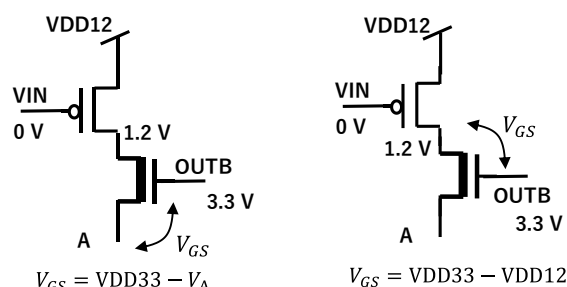 VDD12
VIN
0 V
1.2 V
OUTB
3.3 V
A
V_GS
V_GS = VDD33 − V_A
VDD12
VIN
0 V
1.2 V
V_GS
OUTB
3.3 V
A
V_GS = VDD33 − VDD12